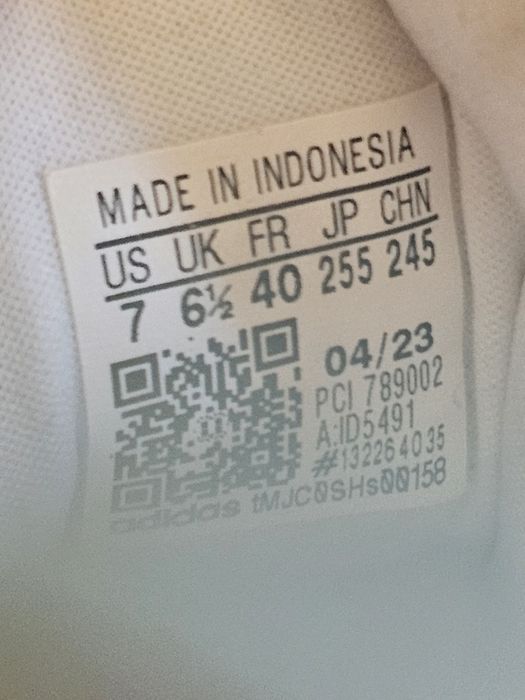 MADE IN INDONESIA
US UK FR JP CHN
7 6½ 40 255 245
04/23
PCI 789002
A:ID5491
#132264035
adidas tMJC0SHs00158